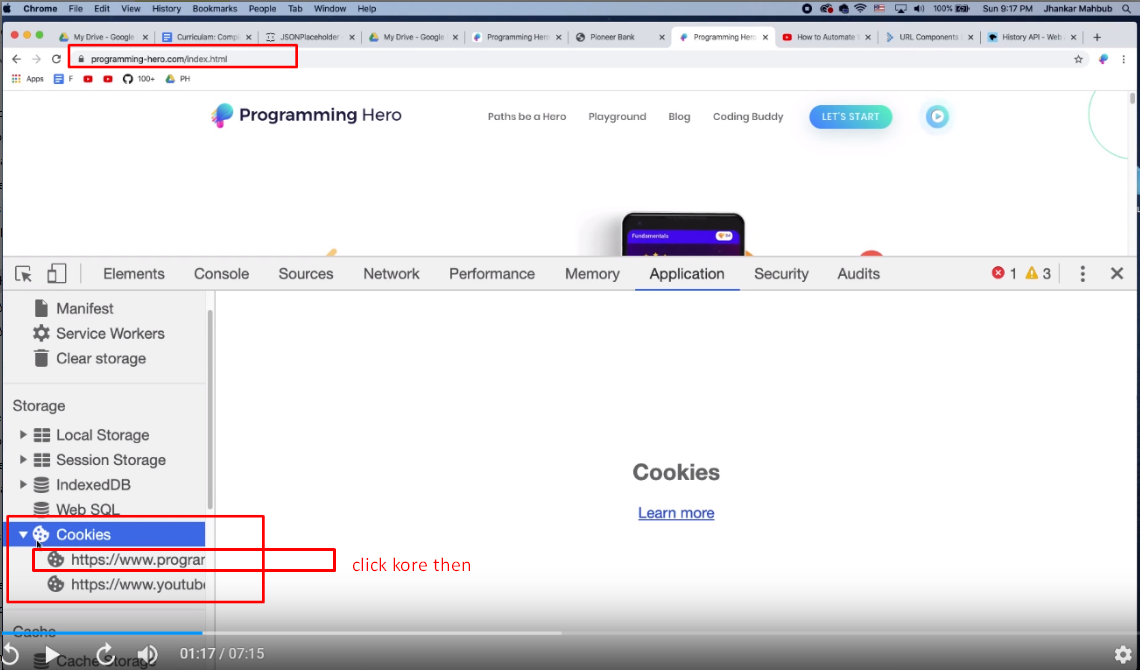 Chrome File Edit View History Bookmarks People Tab Window Help 100% Sun 9:17 PM Jhankar Mahbub
My Drive - Google Curriculam: Compl JSONPlaceholder My Drive - Google Programming Hero Pioneer Bank Programming Hero How to Automate URL Components History API - Web
programming-hero.com/index.html
Apps F 100+ PH
Programming Hero Paths be a Hero Playground Blog Coding Buddy LET'S START
Fundamentals
Elements Console Sources Network Performance Memory Application Security Audits 1 3
Manifest
Service Workers
Clear storage
Storage
Local Storage
Session Storage
IndexedDB
Web SQL
Cookies
https://www.program
https://www.youtube
Cookies
Learn more
click kore then
Cache
Cache Storage
01:17 / 07:15